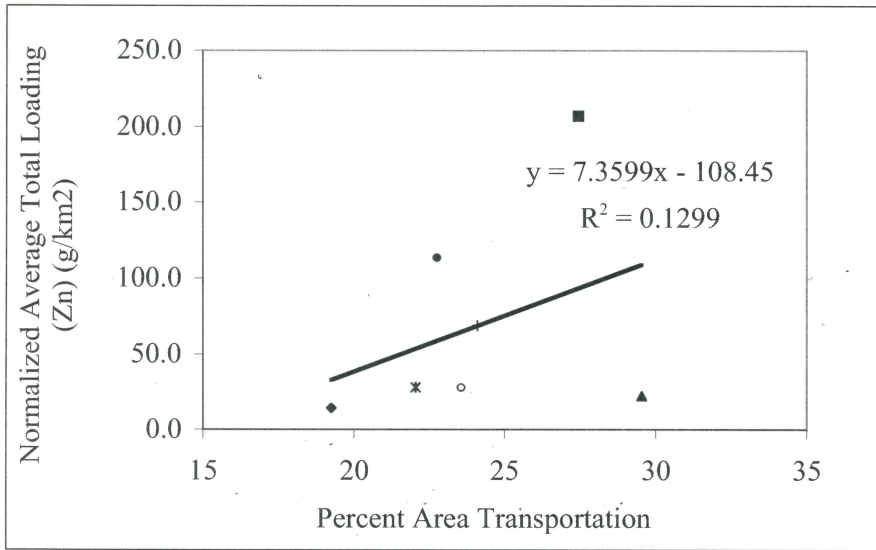 Normalized Average Total Loading
(Zn) (g/km2)
250.0
200.0
150.0
100.0
50.0
0.0
y = 7.3599x - 108.45
R² = 0.1299
15 20 25 30 35
Percent Area Transportation